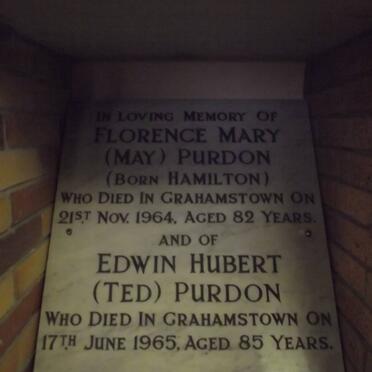 In Loving Memory Of
Florence Mary
(May) Purdon
(Born Hamilton)
Who Died In Grahamstown On
21ST Nov. 1964, Aged 82 Years.
And Of
Edwin Hubert
(Ted) Purdon
Who Died In Grahamstown On
17TH June 1965, Aged 85 Years.